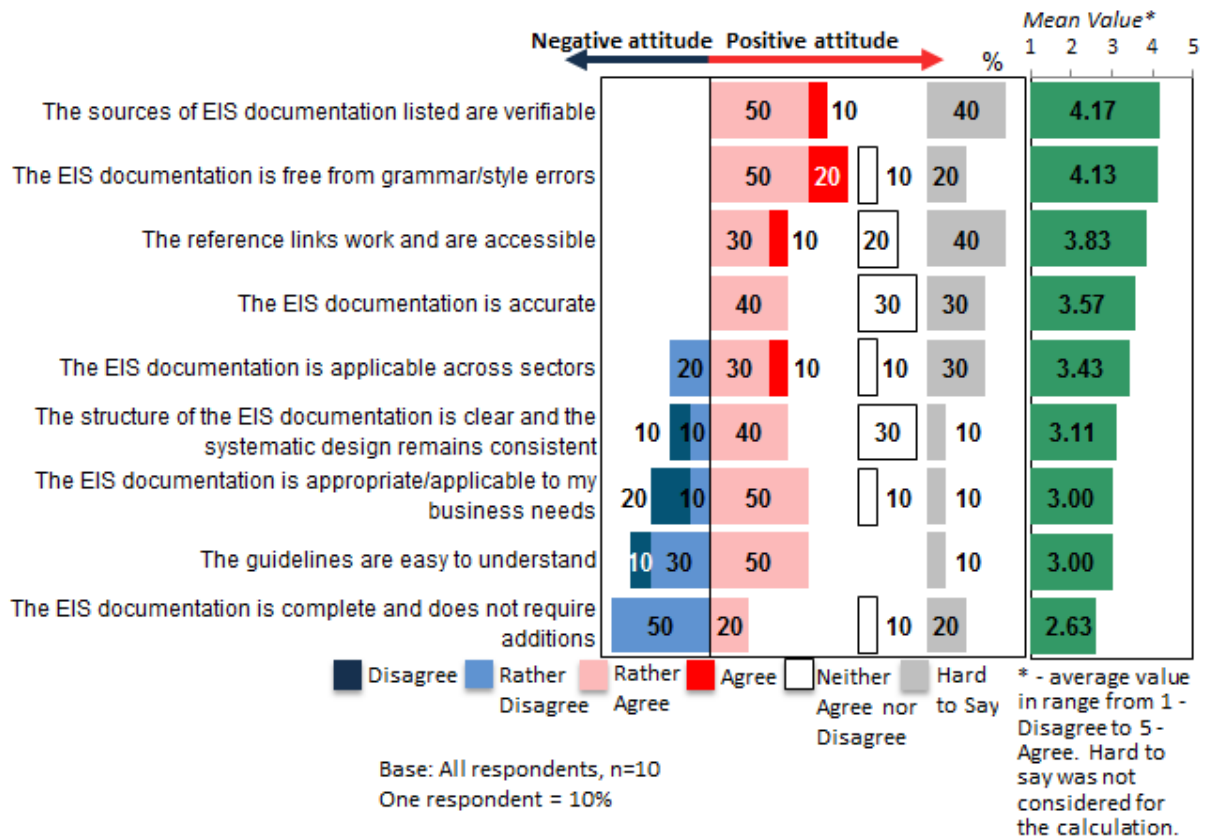 Mean Value*
Negative attitude Positive attitude
%
1 2 3 4 5
The sources of EIS documentation listed are verifiable 50 10 40 4.17
The EIS documentation is free from grammar/style errors 50 20 10 20 4.13
The reference links work and are accessible 30 10 20 40 3.83
The EIS documentation is accurate 40 30 30 3.57
The EIS documentation is applicable across sectors 20 30 10 10 30 3.43
The structure of the EIS documentation is clear and the
systematic design remains consistent
10 10 40 30 10 3.11
The EIS documentation is appropriate/applicable to my
business needs
20 10 50 10 10 3.00
The guidelines are easy to understand 10 30 50 10 3.00
The EIS documentation is complete and does not require
additions
50 20 10 20 2.63
Disagree
Rather
Disagree
Rather
Agree
Agree
Neither
Agree nor
Disagree
Hard
to Say
* - average value
in range from 1 -
Disagree to 5 -
Agree. Hard to
say was not
considered for
the calculation.
Base: All respondents, n=10
One respondent = 10%